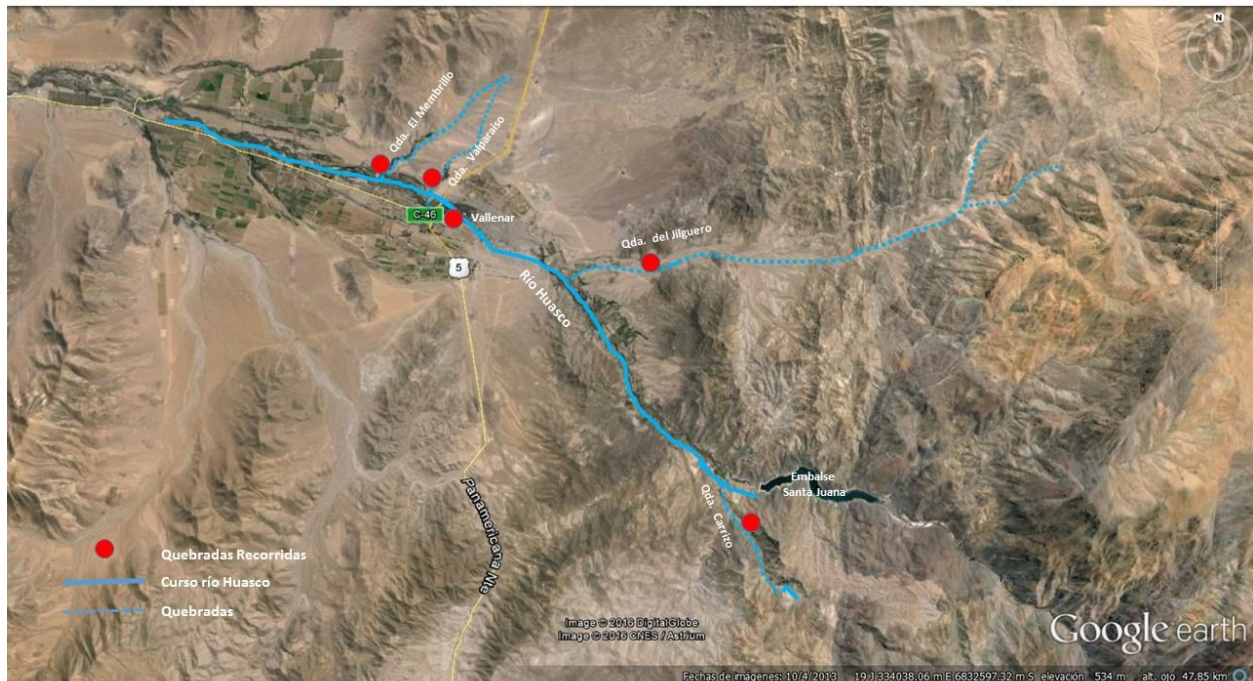 N
Qda. El Membrillo
Qda. Valparaíso
C-46
Vallenar
Qda. del Jilguero
5
Río Huasco
Embalse
Santa Juana
Qda. Carrizo
Panamericana Nte
Quebradas Recorridas
Curso río Huasco
Quebradas
Image © 2016 DigitalGlobe
Image © 2016 CNES / Astrium
Google earth
Fechas de imágenes: 10/4/2013 19 J 334038.06 m E 6832597.32 m S elevación 534 m alt. ojo 47.85 km